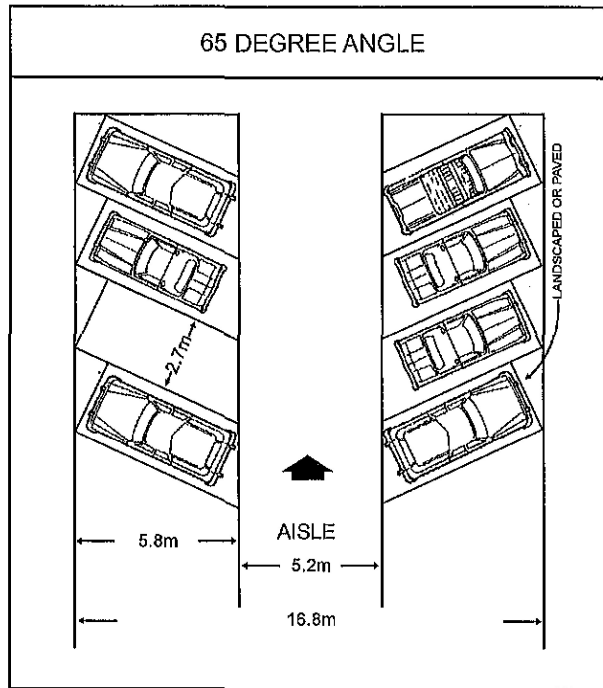 65 DEGREE ANGLE
LANDSCAPED OR PAVED
2.7m
AISLE
5.8m
5.2m
16.8m